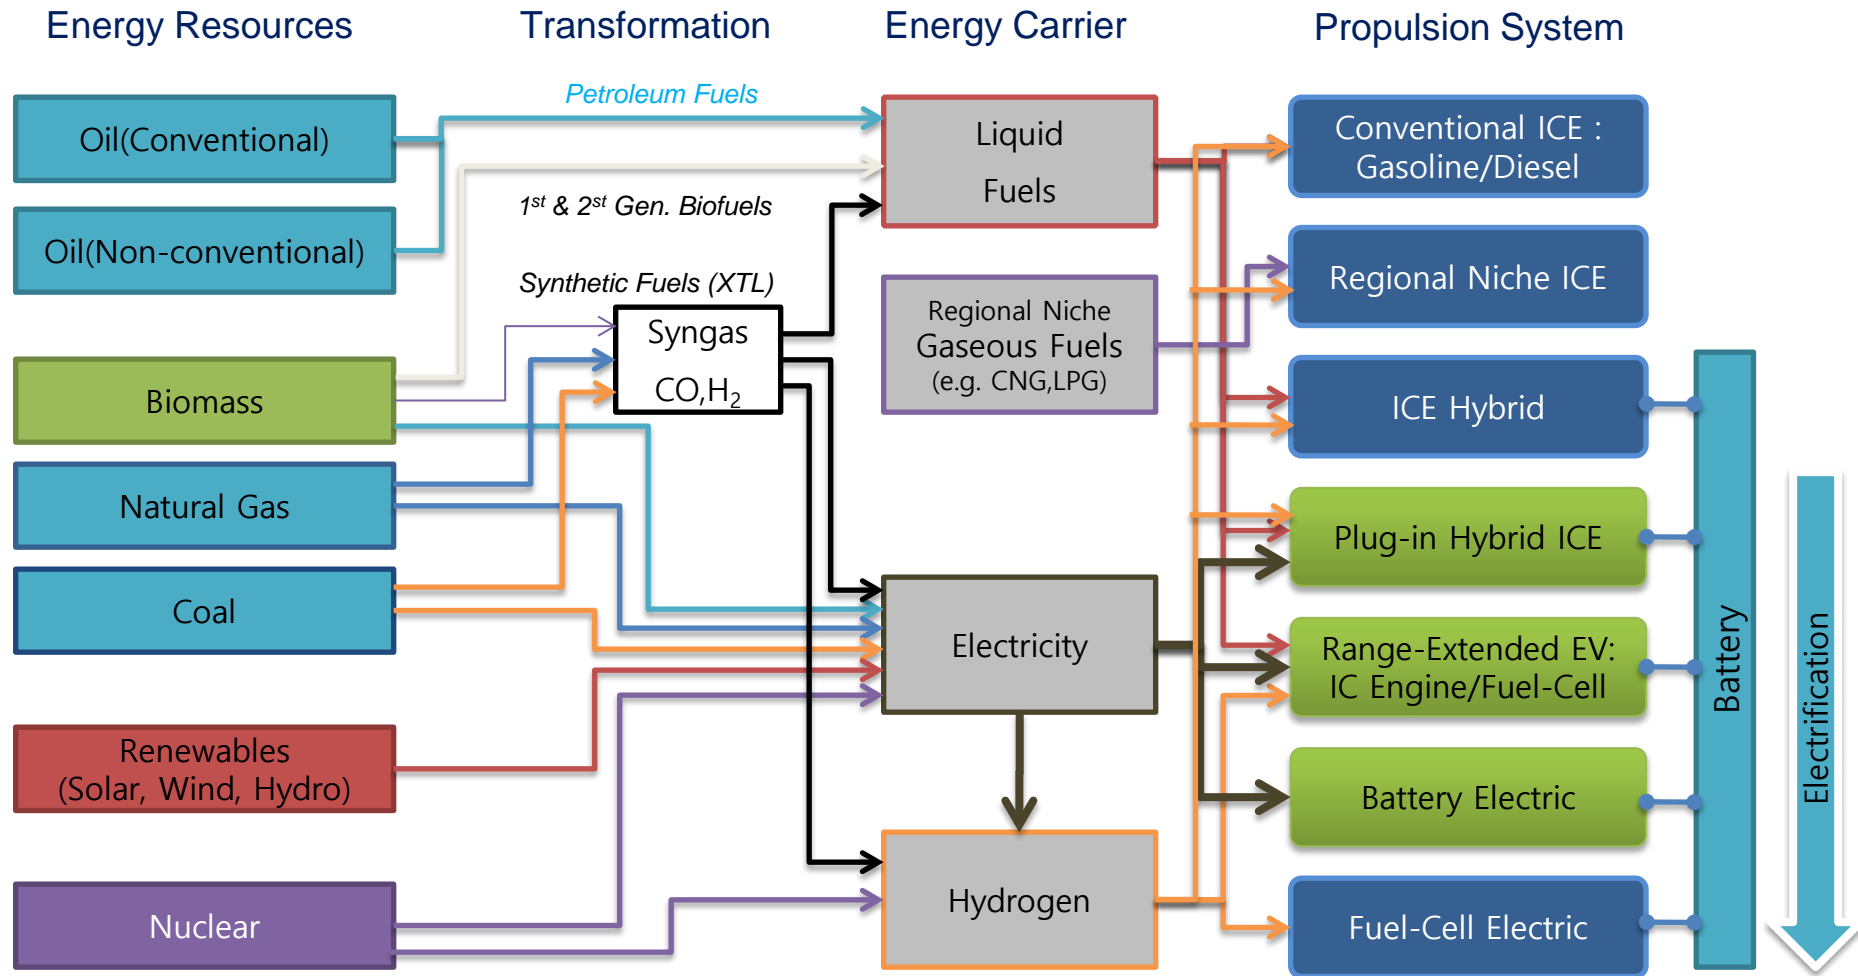 Energy Resources
Transformation
Energy Carrier
Propulsion System
Oil(Conventional)
Oil(Non-conventional)
Biomass
Natural Gas
Coal
Renewables
(Solar, Wind, Hydro)
Nuclear
Petroleum Fuels
1st & 2st Gen. Biofuels
Synthetic Fuels (XTL)
Syngas
CO,H2
Liquid
Fuels
Regional Niche
Gaseous Fuels
(e.g. CNG,LPG)
Electricity
Hydrogen
Conventional ICE :
Gasoline/Diesel
Regional Niche ICE
ICE Hybrid
Plug-in Hybrid ICE
Range-Extended EV:
IC Engine/Fuel-Cell
Battery Electric
Fuel-Cell Electric
Battery
Electrification